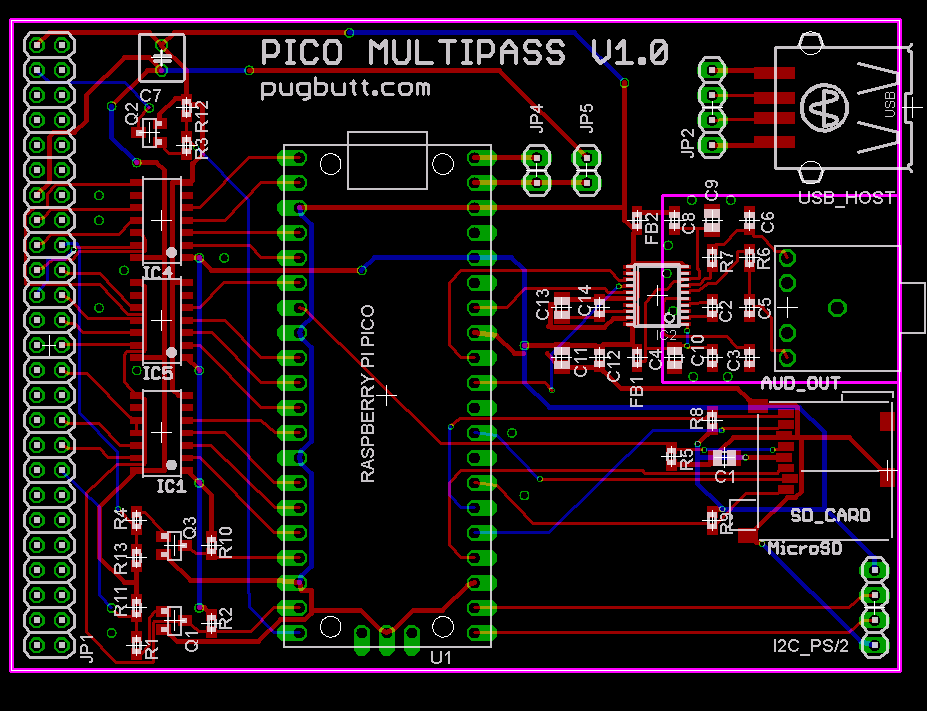 PICO MULTIPASS V1.0
pugbutt.com
C7
Q2
R12
R3
JP4
JP5
JP2
USB
USB_HOST
C9
FB2
C8
C6
R7
R6
IC4
C13
C14
C2
C5
IC2
RASPBERRY PI PICO
IC5
C11
C12
FB1
C4
C10
C3
AUD_OUT
R8
R5
C1
IC1
R9
SD_CARD
MicroSD
R4
Q3
R10
R13
R11
R2
R1
Q1
JP1
U1
I2C_PS/2